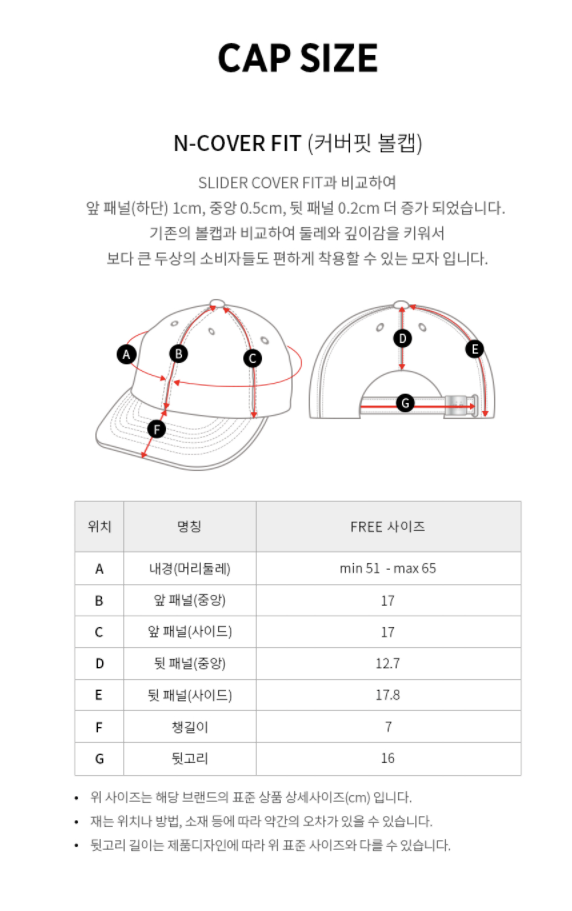 CAP SIZE
N-COVER FIT (커버핏 볼캡)
SLIDER COVER FIT과 비교하여
앞 패널(하단) 1cm, 중앙 0.5cm, 뒷 패널 0.2cm 더 증가 되었습니다.
기존의 볼캡과 비교하여 둘레와 깊이감을 키워서
보다 큰 두상의 소비자들도 편하게 착용할 수 있는 모자 입니다.
A B C F
D E G
위치 명칭 FREE 사이즈
A 내경(머리둘레) min 51 - max 65
B 앞 패널(중앙) 17
C 앞 패널(사이드) 17
D 뒷 패널(중앙) 12.7
E 뒷 패널(사이드) 17.8
F 챙길이 7
G 뒷고리 16
• 위 사이즈는 해당 브랜드의 표준 상품 상세사이즈(cm) 입니다.
• 재는 위치나 방법, 소재 등에 따라 약간의 오차가 있을 수 있습니다.
• 뒷고리 길이는 제품디자인에 따라 위 표준 사이즈와 다를 수 있습니다.